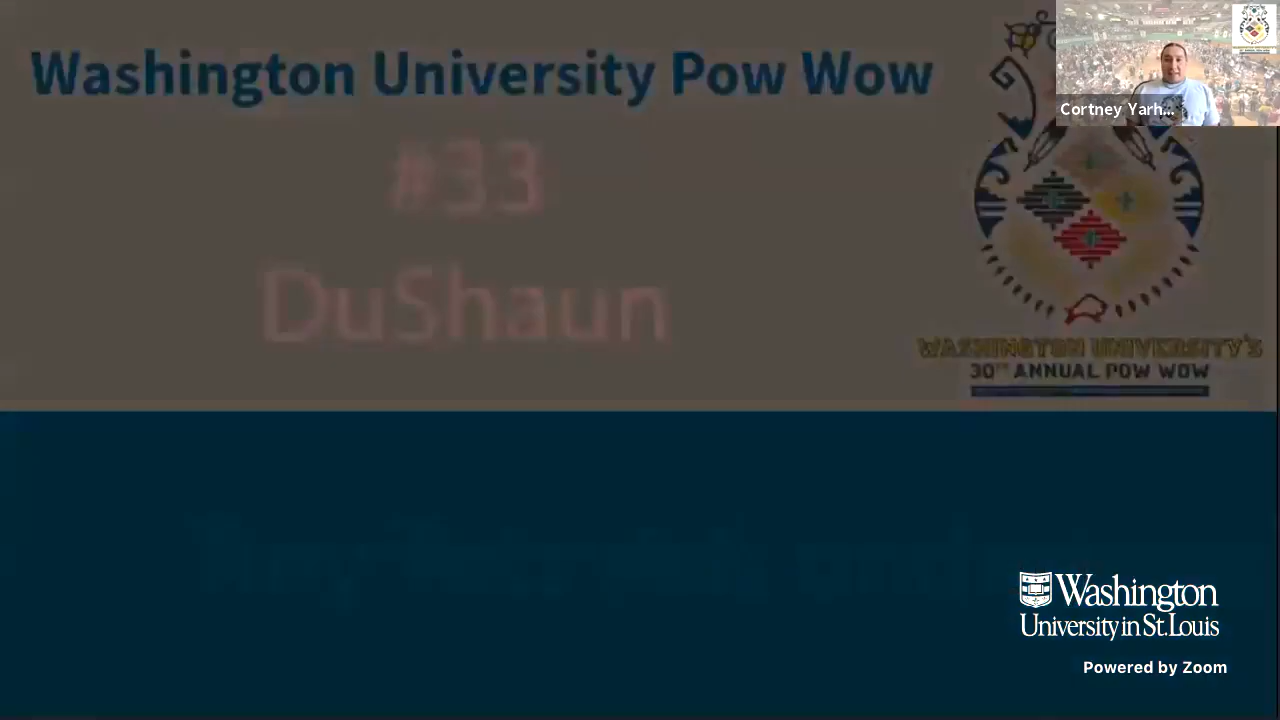 Washington University Pow Wow
#33
DuShaun
Cortney Yarh...
WASHINGTON UNIVERSITY'S
30TH ANNUAL POW WOW
Washington
University in St. Louis
Powered by Zoom